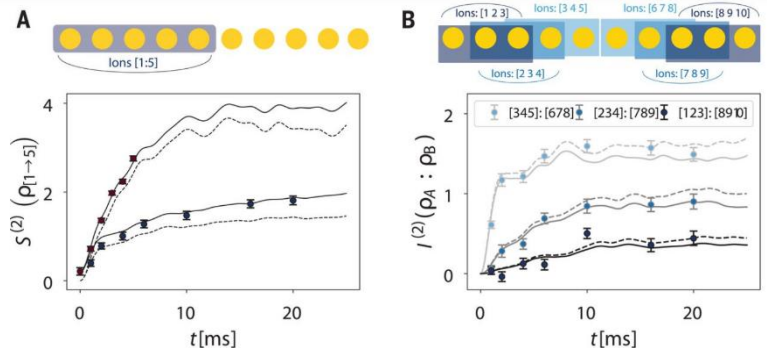 A
Ions [1:5]
S(2) (ρ[1→5])
4
2
0
0
10
20
t[ms]
B
Ions: [1 2 3]
Ions: [3 4 5]
Ions: [6 7 8]
Ions: [8 9 10]
Ions: [2 3 4]
Ions: [7 8 9]
[345]: [678]
[234]: [789]
[123]: [8910]
I(2)(ρA : ρB)
2
1
0
0
10
20
t[ms]